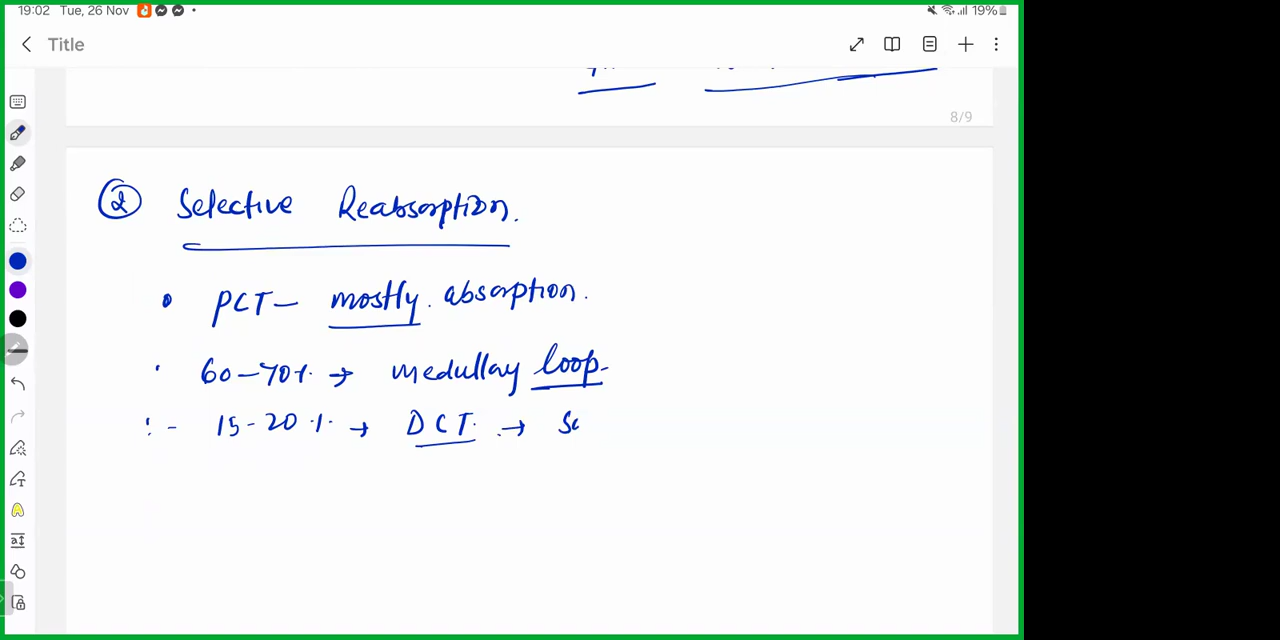 19:02 Tue, 26 Nov
19%
Title
8/9
② Selective Reabsorption.
• PCT – mostly. absorption.
• 60–70% → medullay loop.
:- 15-20 % → DCT. → Se